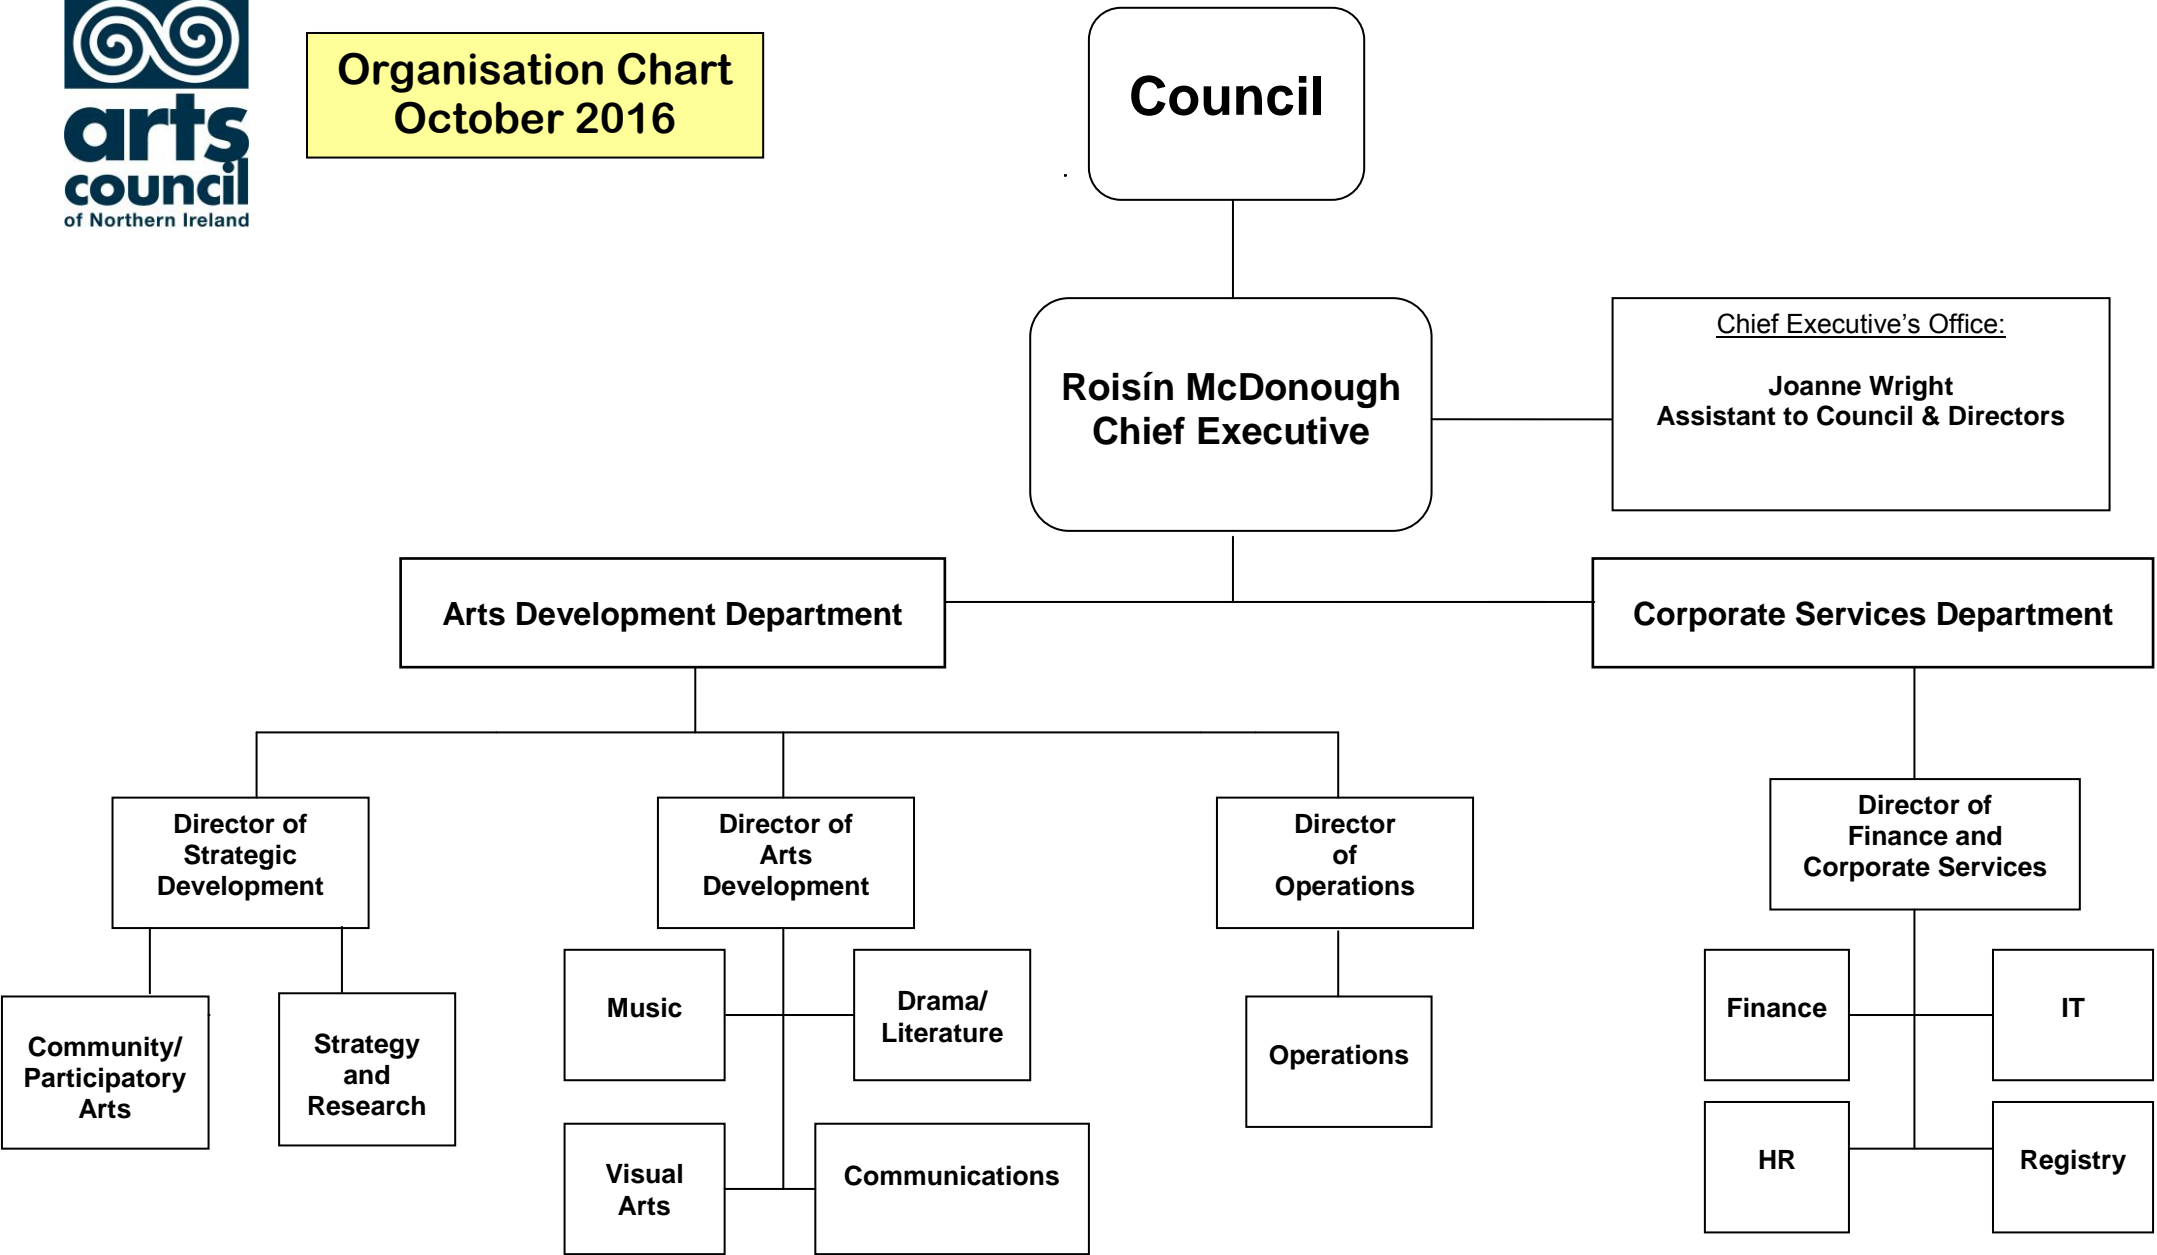 arts
council
of Northern Ireland
Organisation Chart
October 2016
Council
.
Roisín McDonough
Chief Executive
Chief Executive’s Office:
Joanne Wright
Assistant to Council & Directors
Arts Development Department
Corporate Services Department
Director of
Strategic
Development
Director of
Arts
Development
Director
of
Operations
Director of
Finance and
Corporate Services
Community/
Participatory
Arts
Strategy
and
Research
Music
Drama/
Literature
Visual
Arts
Communications
Operations
Finance
IT
HR
Registry